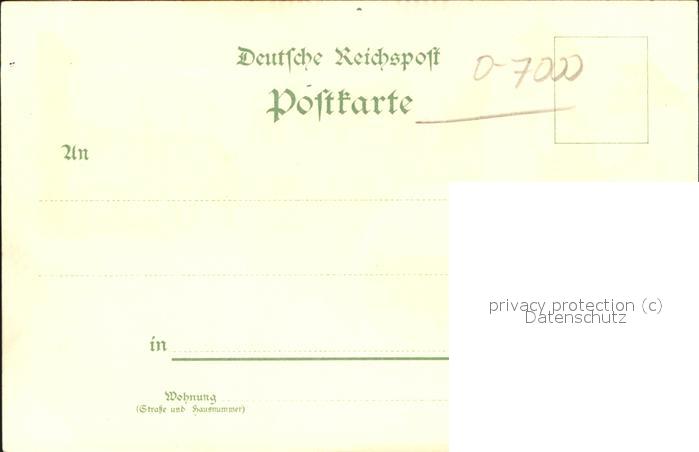 Deutsche Reichspost
O-7000
Postkarte
An
in
Wohnung
(Straße und Hausnummer)
privacy protection (c)
Datenschutz